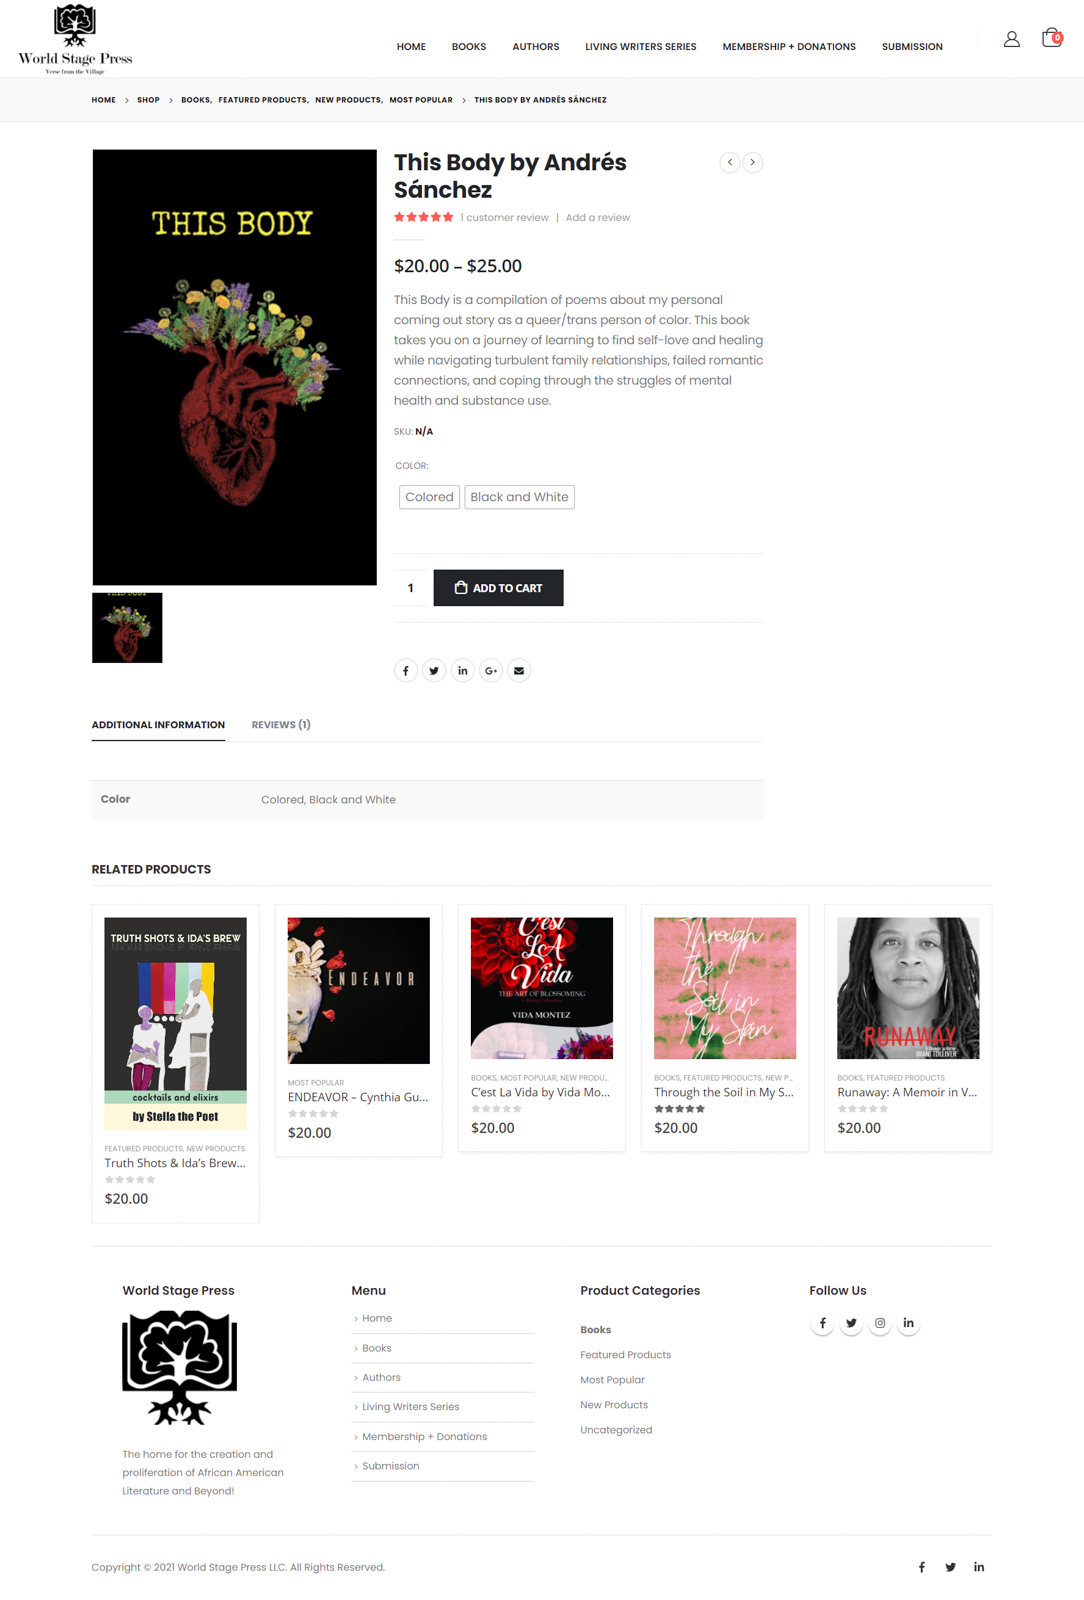 World Stage Press
Verse from the Village
HOME BOOKS AUTHORS LIVING WRITERS SERIES MEMBERSHIP + DONATIONS SUBMISSION
0
HOME > SHOP > BOOKS, FEATURED PRODUCTS, NEW PRODUCTS, MOST POPULAR > THIS BODY BY ANDRÉS SÁNCHEZ
THIS BODY
This Body by Andrés
Sánchez
1 customer review | Add a review
$20.00 – $25.00
This Body is a compilation of poems about my personal
coming out story as a queer/trans person of color. This book
takes you on a journey of learning to find self-love and healing
while navigating turbulent family relationships, failed romantic
connections, and coping through the struggles of mental
health and substance use.
SKU: N/A
COLOR:
Colored Black and White
1 ADD TO CART
THIS BODY
ADDITIONAL INFORMATION REVIEWS (1)
Color Colored, Black and White
RELATED PRODUCTS
TRUTH SHOTS & IDA'S BREW
cocktails and elixirs
by Stella the Poet
FEATURED PRODUCTS, NEW PRODUCTS
Truth Shots & Ida's Brew...
$20.00
ENDEAVOR
MOST POPULAR
ENDEAVOR – Cynthia Gu...
$20.00
C'est
LA
Vida
THE ART OF BLOSSOMING
A Poetry Collection
VIDA MONTEZ
BOOKS, MOST POPULAR, NEW PRODU...
C'est La Vida by Vida Mo...
$20.00
Through
the
Soil in
My Skin
BOOKS, FEATURED PRODUCTS, NEW P...
Through the Soil in My S...
$20.00
RUNAWAY
A Memoir in Verse
BRANDI TOLLIVER
BOOKS, FEATURED PRODUCTS
Runaway: A Memoir in V...
$20.00
World Stage Press
The home for the creation and
proliferation of African American
Literature and Beyond!
Menu
> Home
> Books
> Authors
> Living Writers Series
> Membership + Donations
> Submission
Product Categories
Books
Featured Products
Most Popular
New Products
Uncategorized
Follow Us
Copyright © 2021 World Stage Press LLC. All Rights Reserved.